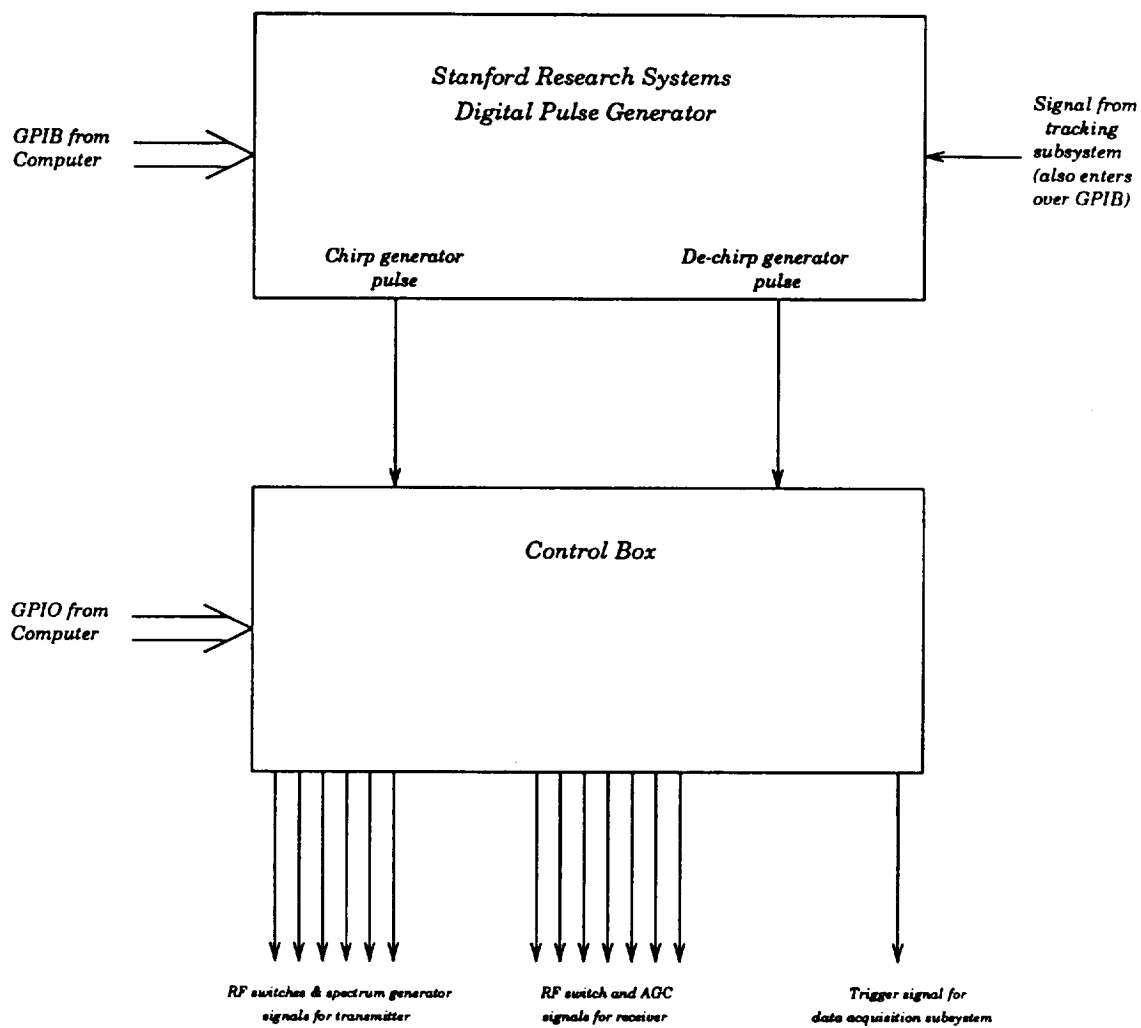 Stanford Research Systems
Digital Pulse Generator
GPIB from
Computer
Signal from
tracking
subsystem
(also enters
over GPIB)
Chirp generator
pulse
De-chirp generator
pulse
Control Box
GPIO from
Computer
RF switches & spectrum generator
signals for transmitter
RF switch and AGC
signals for receiver
Trigger signal for
data acquisition subsystem